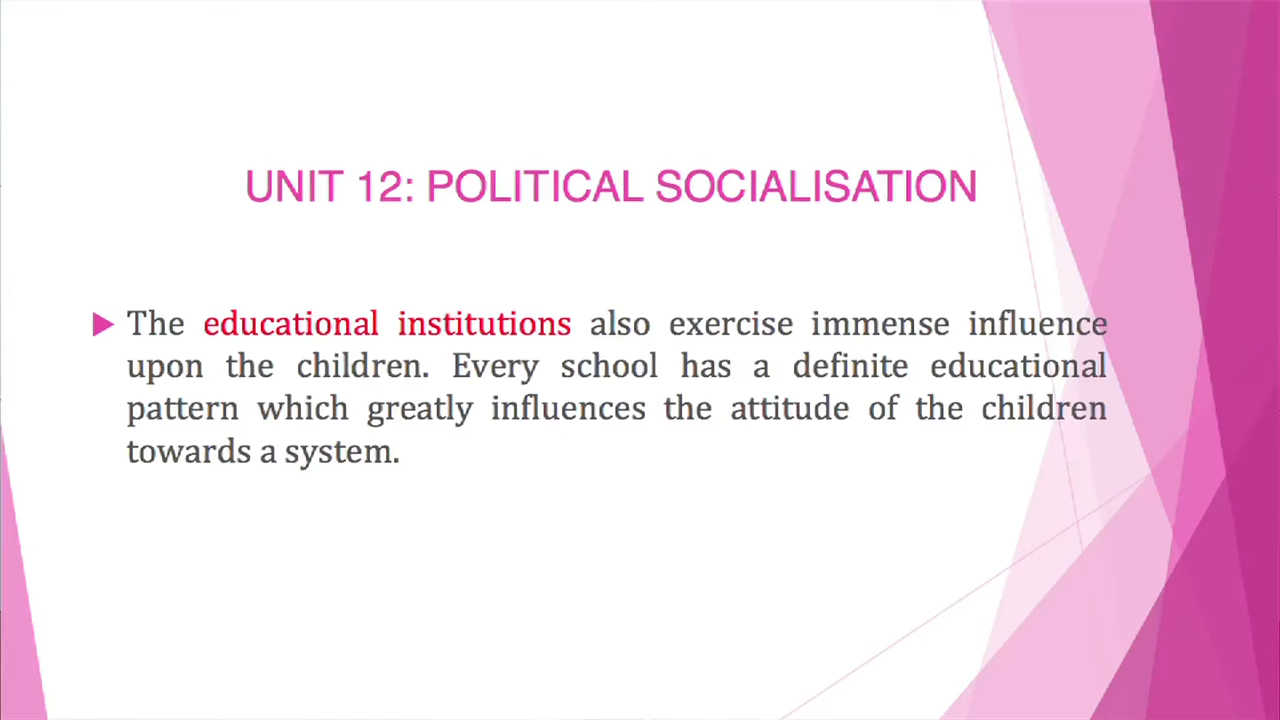 UNIT 12: POLITICAL SOCIALISATION
The educational institutions also exercise immense influence
upon the children. Every school has a definite educational
pattern which greatly influences the attitude of the children
towards a system.